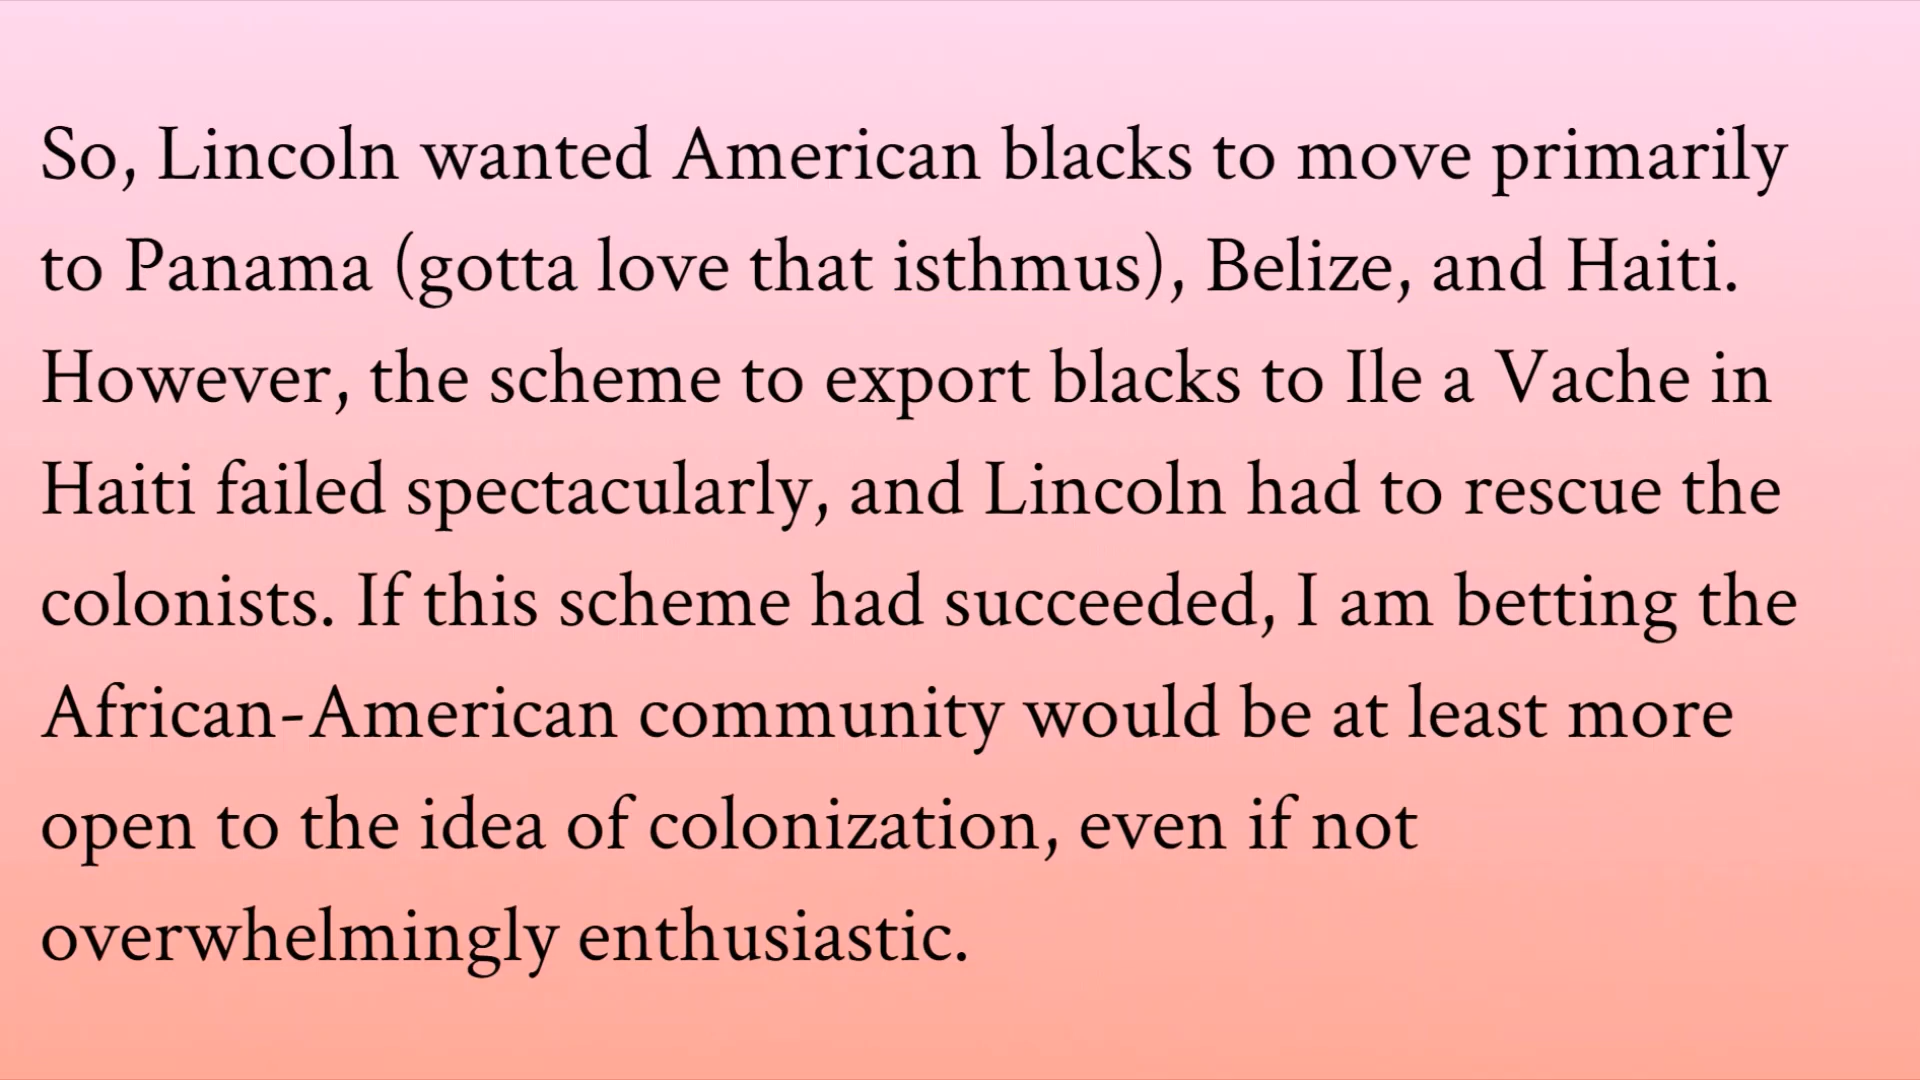 So, Lincoln wanted American blacks to move primarily
to Panama (gotta love that isthmus), Belize, and Haiti.
However, the scheme to export blacks to Ile a Vache in
Haiti failed spectacularly, and Lincoln had to rescue the
colonists. If this scheme had succeeded, I am betting the
African-American community would be at least more
open to the idea of colonization, even if not
overwhelmingly enthusiastic.